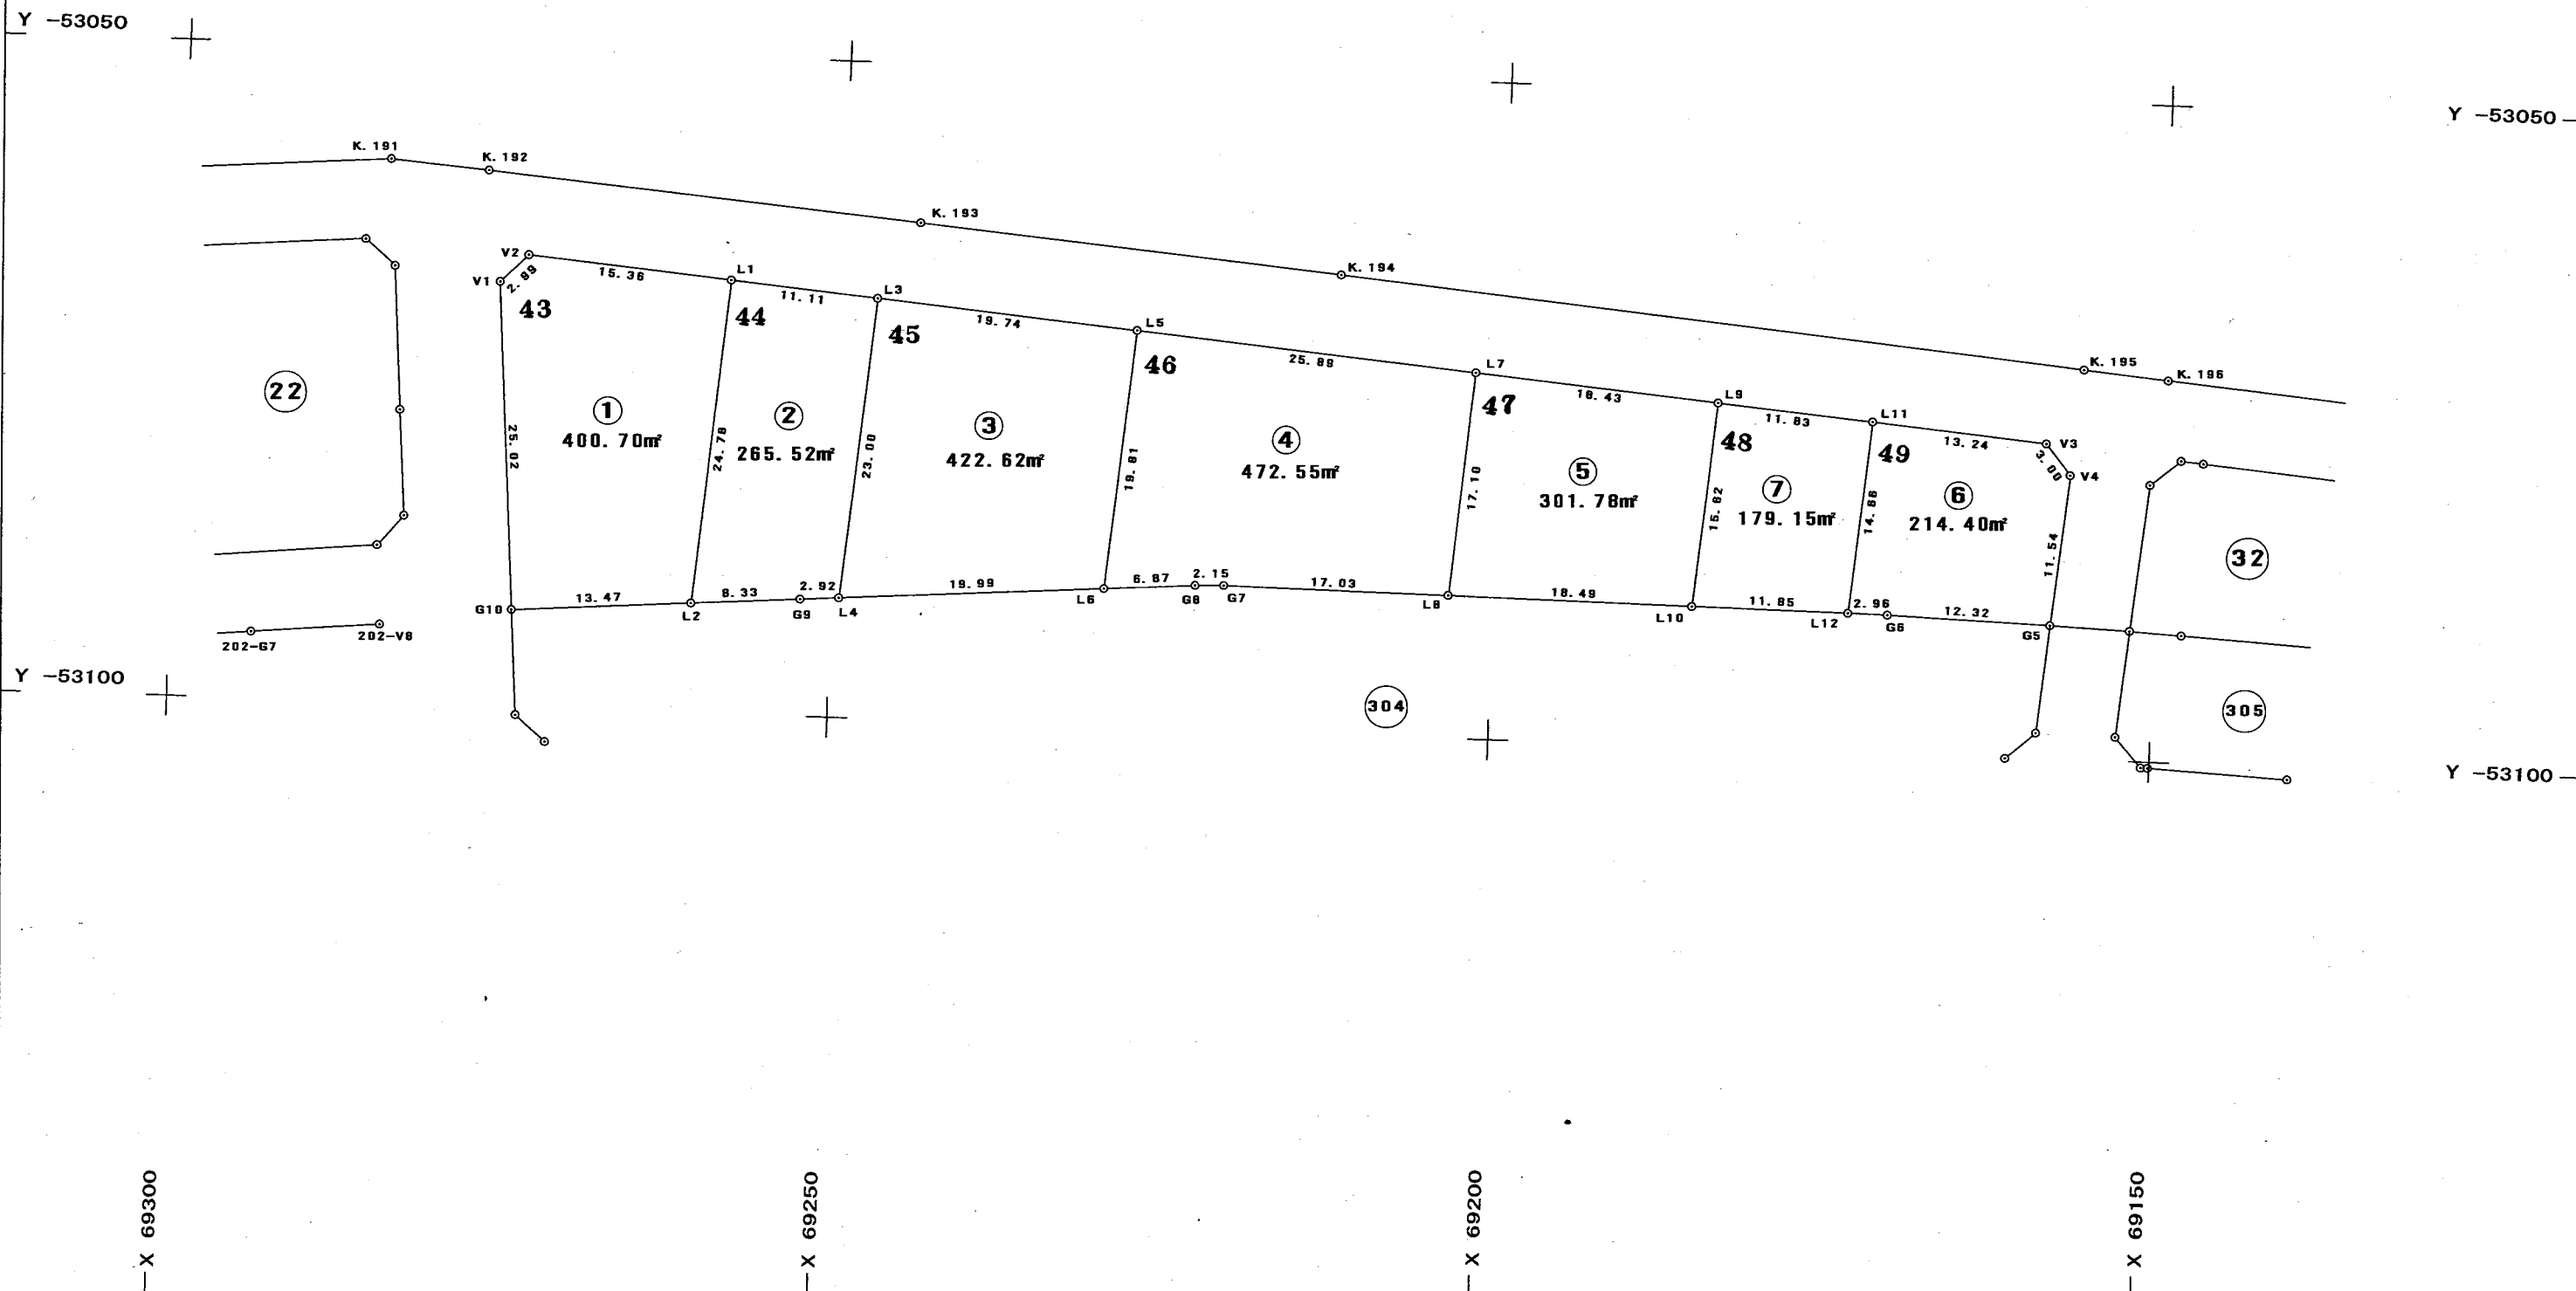 Y -53050
Y -53050
K. 191
K. 192
K. 193
K. 194
K. 195
K. 196
V2
V1
2. 89
15. 36
L1
11. 11
L3
19. 74
L5
25. 89
L7
18. 43
L9
11. 83
L11
13. 24
V3
3. 00
V4
43
44
45
46
47
48
49
22
①
400. 70㎡
②
265. 52㎡
③
422. 62㎡
④
472. 55㎡
⑤
301. 78㎡
⑦
179. 15㎡
⑥
214. 40㎡
32
25. 02
24. 78
23. 00
19. 81
17. 10
15. 62
14. 66
11. 54
G10
13. 47
L2
8. 33
G9
2. 92
L4
19. 99
L6
6. 87
G8
2. 15
G7
17. 03
L8
18. 49
L10
11. 85
L12
2. 96
G6
12. 32
G5
202-G7
202-V8
Y -53100
304
305
Y -53100
X 69300
X 69250
X 69200
X 69150